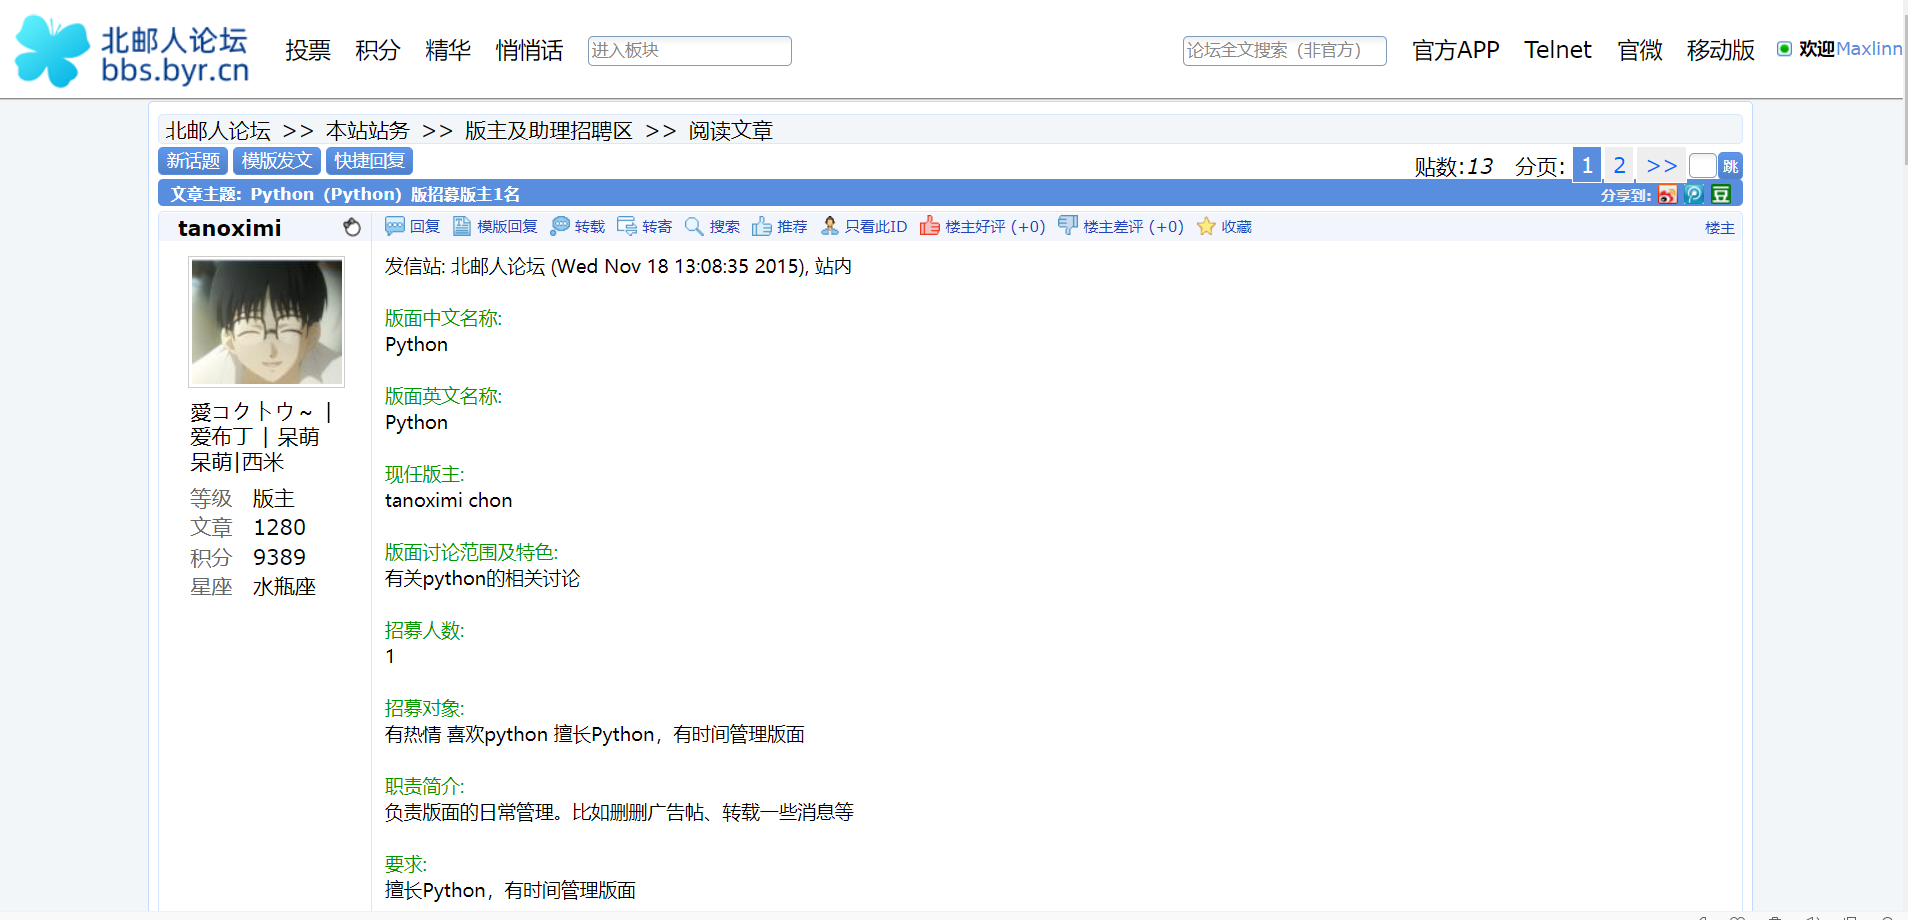 北邮人论坛
bbs.byr.cn
投票 积分 精华 悄悄话 进入板块 论坛全文搜索（非官方） 官方APP Telnet 官微 移动版 欢迎Maxlinn
北邮人论坛 >> 本站站务 >> 版主及助理招聘区 >> 阅读文章
新话题 模版发文 快捷回复 贴数:13 分页: 1 2 >> 跳
文章主题: Python（Python）版招募版主1名 分享到:
tanoximi 回复 模版回复 转载 转寄 搜索 推荐 只看此ID 楼主好评 (+0) 楼主差评 (+0) 收藏 楼主
愛コクトウ～ |
爱布丁 | 呆萌
呆萌|西米
等级 版主
文章 1280
积分 9389
星座 水瓶座
发信站: 北邮人论坛 (Wed Nov 18 13:08:35 2015), 站内
版面中文名称:
Python
版面英文名称:
Python
现任版主:
tanoximi chon
版面讨论范围及特色:
有关python的相关讨论
招募人数:
1
招募对象:
有热情 喜欢python 擅长Python，有时间管理版面
职责简介:
负责版面的日常管理。比如删删广告帖、转载一些消息等
要求:
擅长Python，有时间管理版面